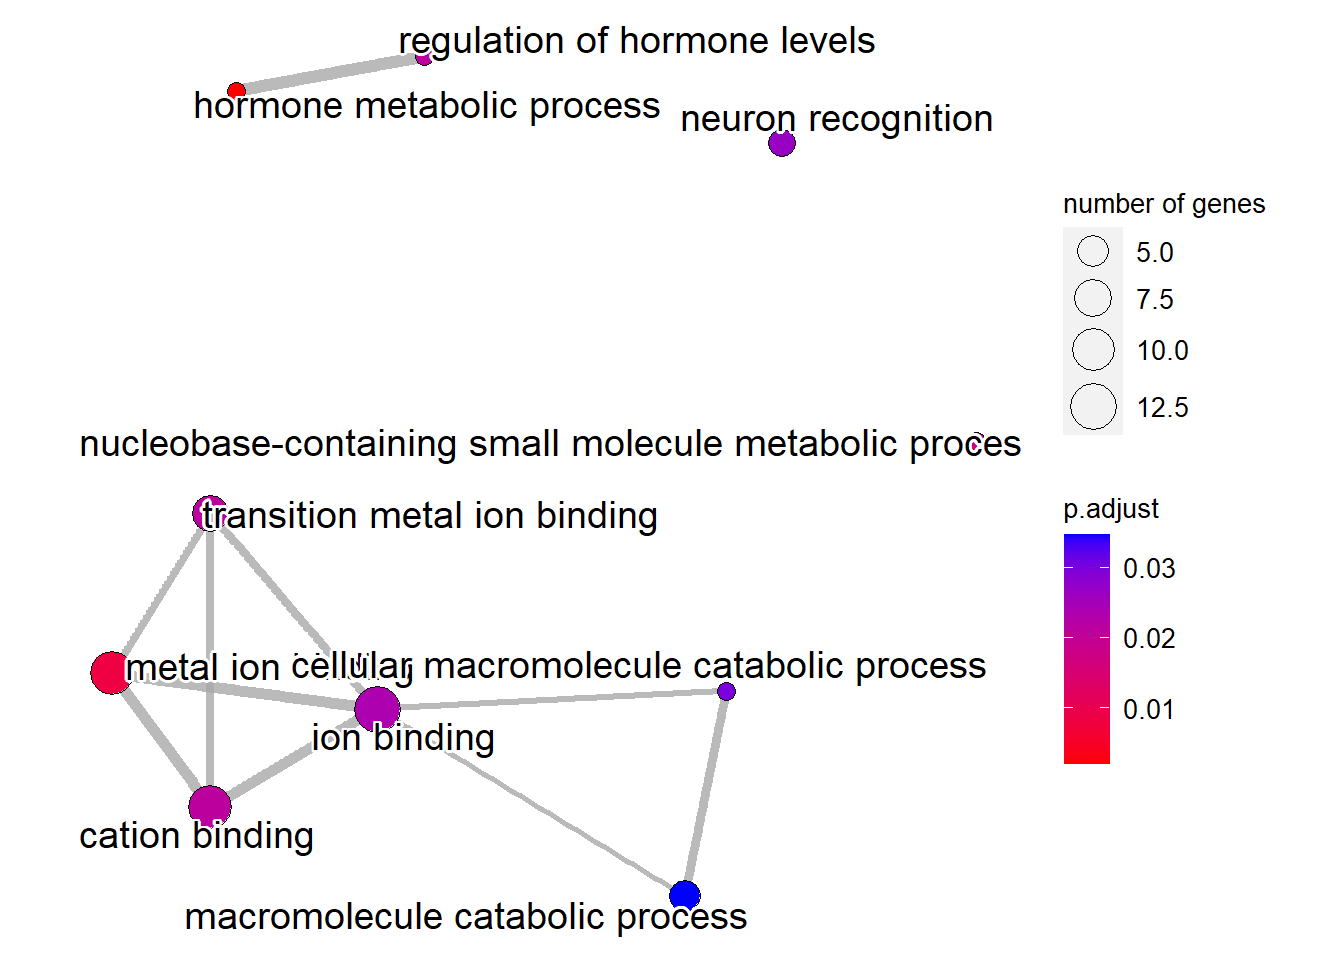 regulation of hormone levels
hormone metabolic process
neuron recognition
number of genes
5.0
7.5
10.0
12.5
nucleobase-containing small molecule metabolic proces
transition metal ion binding
p.adjust
0.03
0.02
0.01
metal ion
cellular macromolecule catabolic process
ion binding
cation binding
macromolecule catabolic process